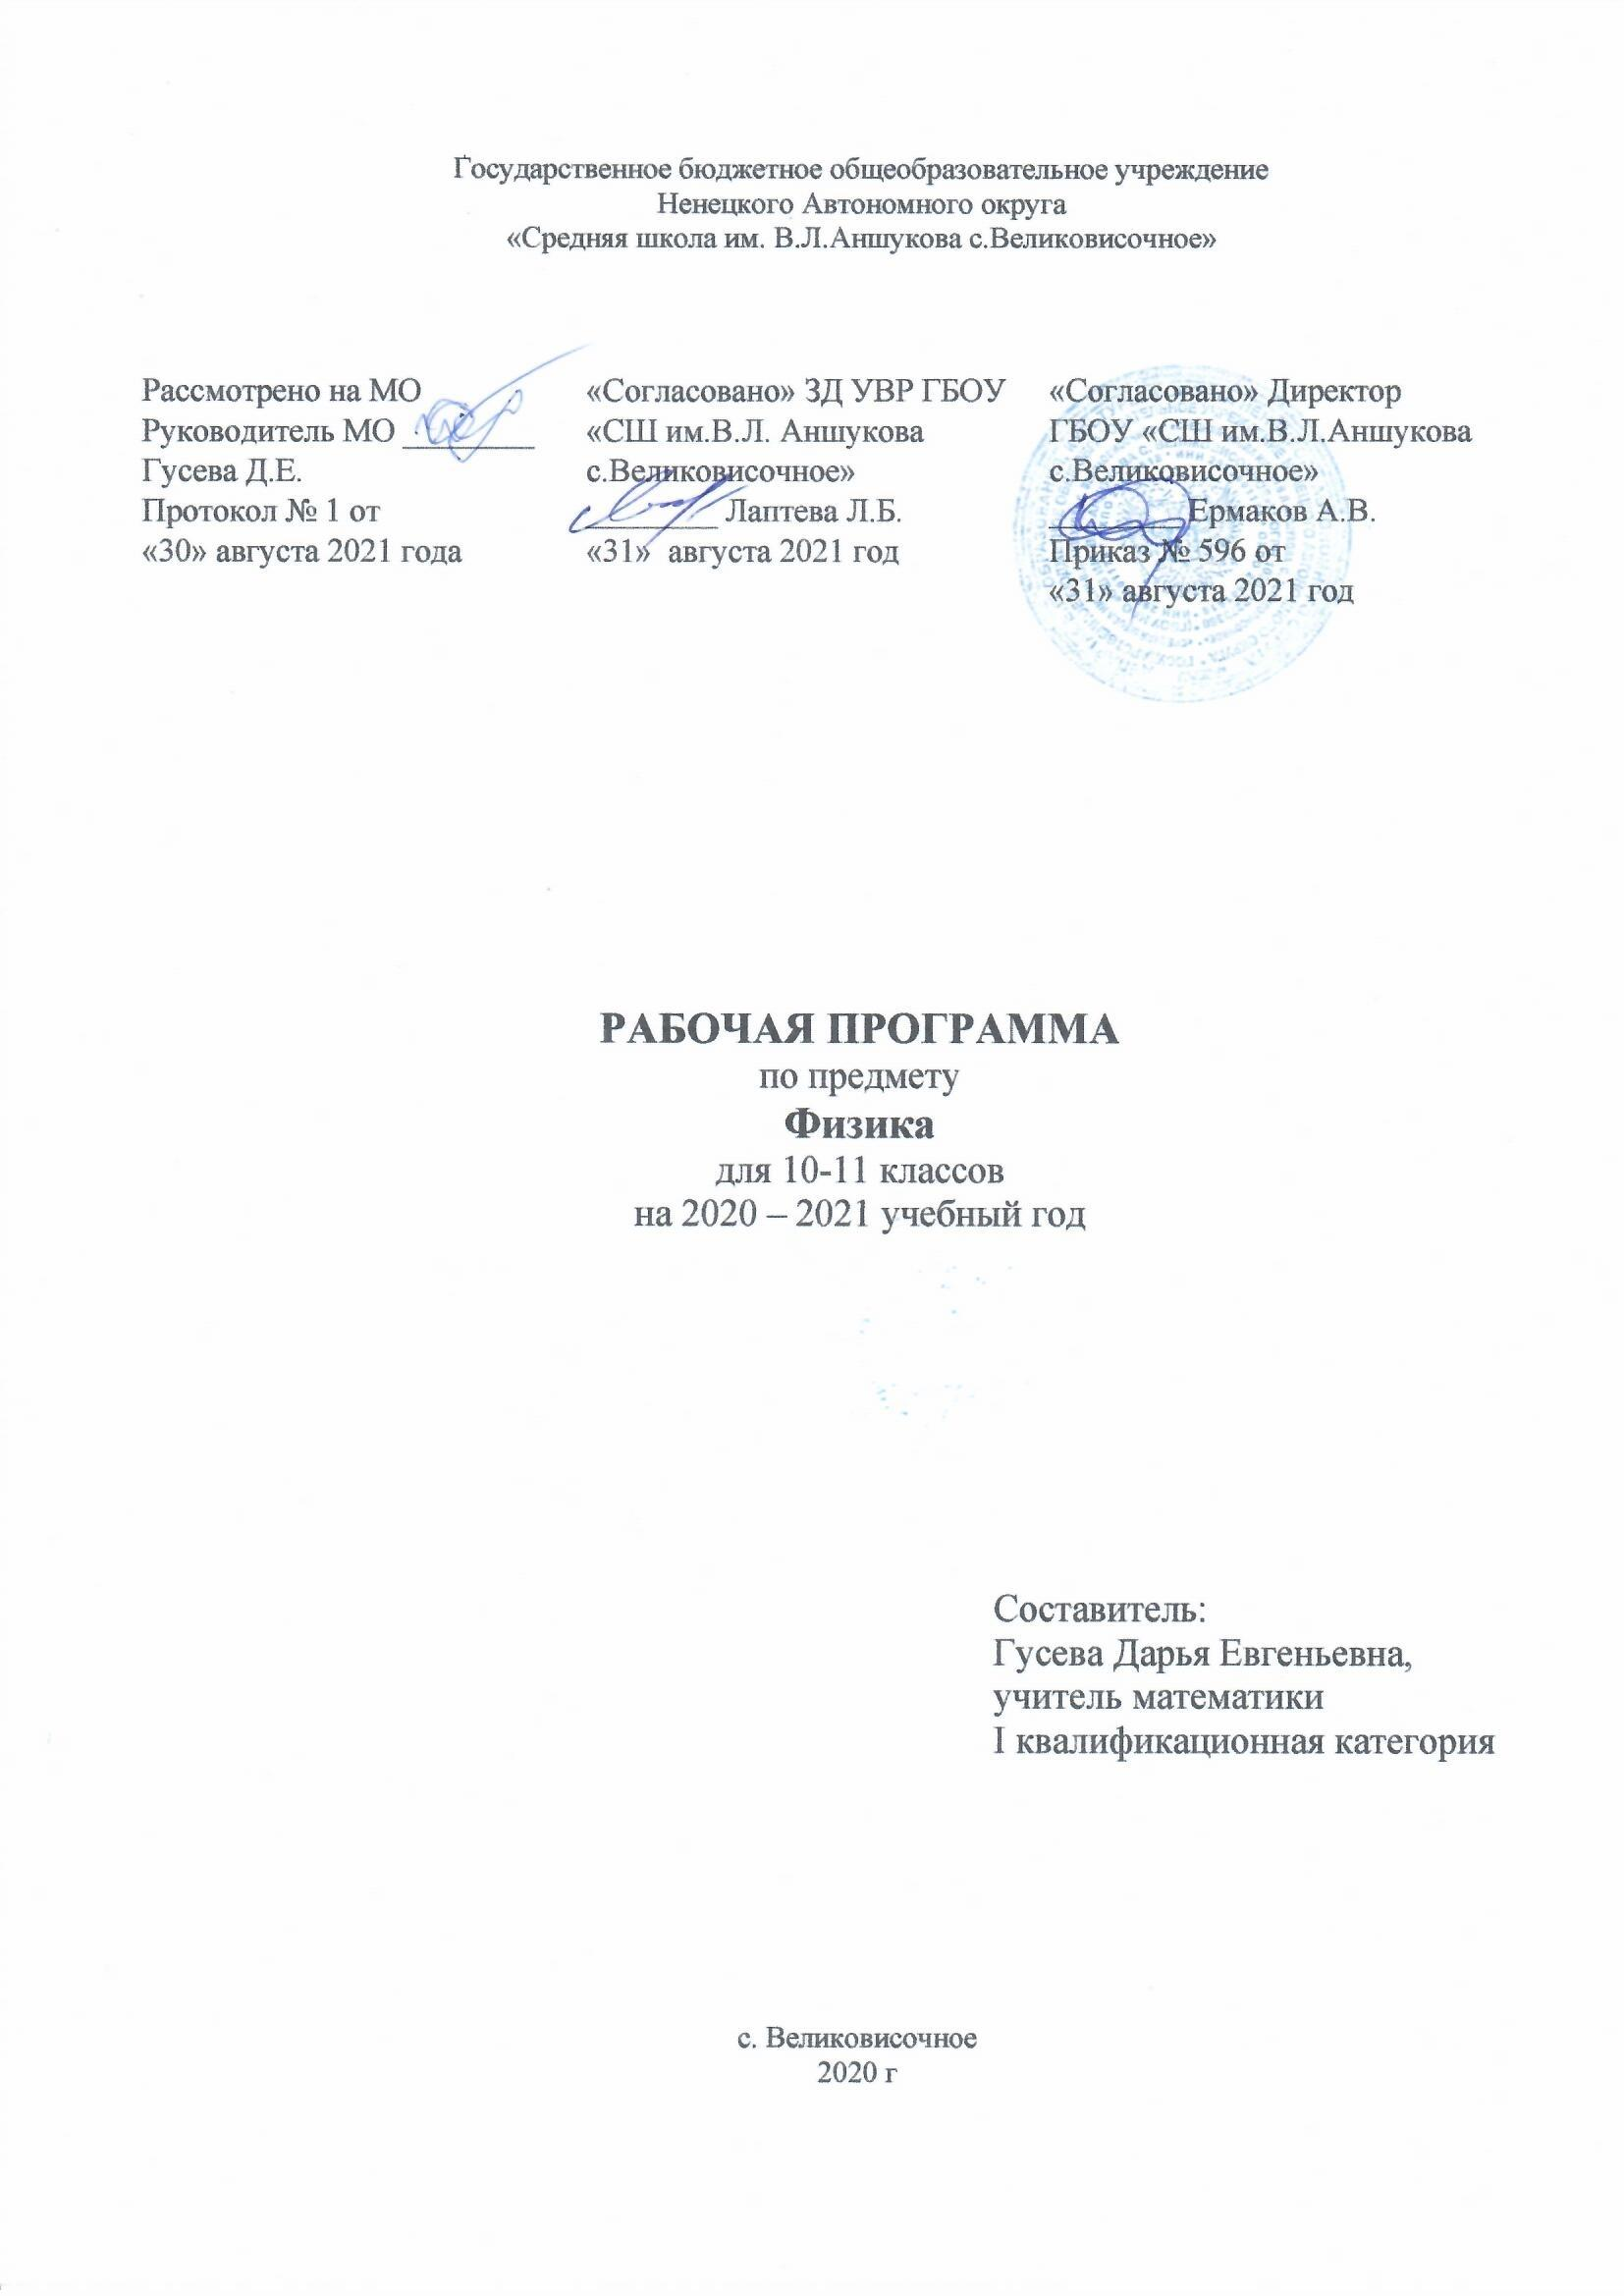 Государственное бюджетное общеобразовательное учреждение
Ненецкого Автономного округа
«Средняя школа им. В.Л.Аншукова с.Великовисочное»
Рассмотрено на МО
Руководитель МО ________
Гусева Д.Е.
Протокол № 1 от
«30» августа 2021 года
«Согласовано» ЗД УВР ГБОУ
«СШ им.В.Л. Аншукова
с.Великовисочное»
________ Лаптева Л.Б.
«31» августа 2021 год
«Согласовано» Директор
ГБОУ «СШ им.В.Л.Аншукова
с.Великовисочное»
________ Ермаков А.В.
Приказ № 596 от
«31» августа 2021 год
РАБОЧАЯ ПРОГРАММА
по предмету
Физика
для 10-11 классов
на 2020 – 2021 учебный год
Составитель:
Гусева Дарья Евгеньевна,
учитель математики
I квалификационная категория
с. Великовисочное
2020 г